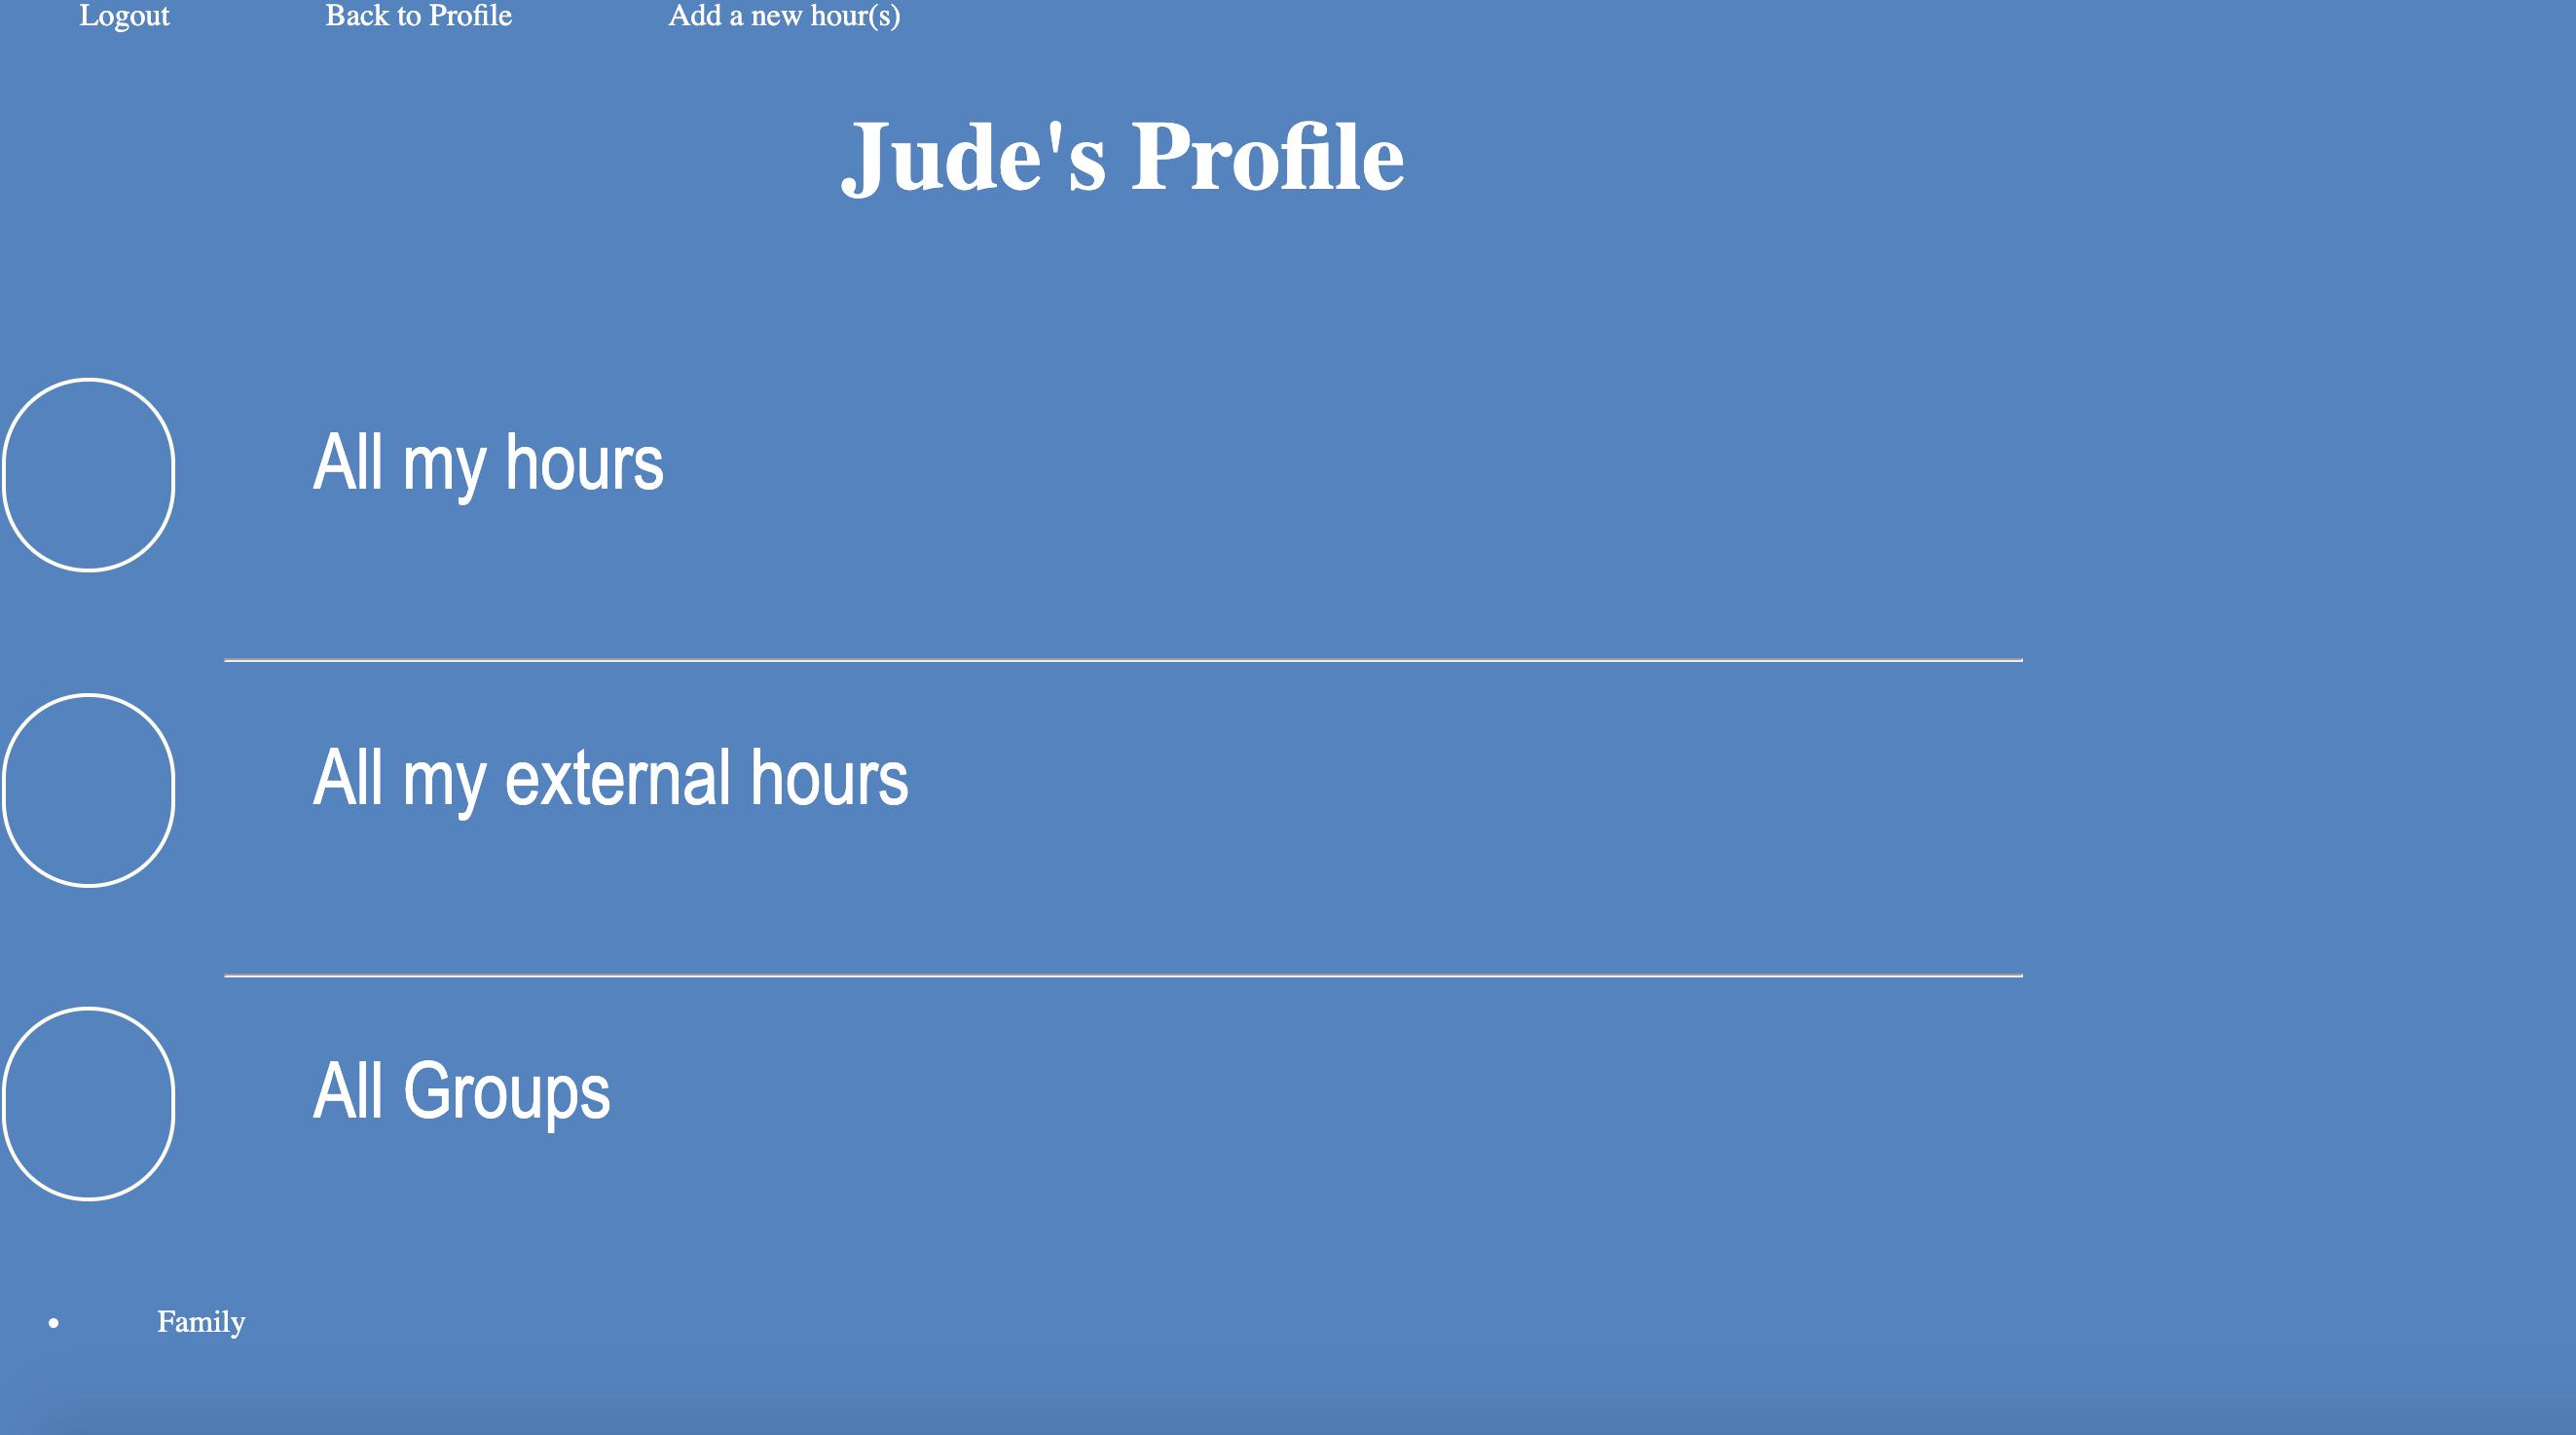 Logout Back to Profile Add a new hour(s)
Jude's Profile
All my hours
All my external hours
All Groups
• Family